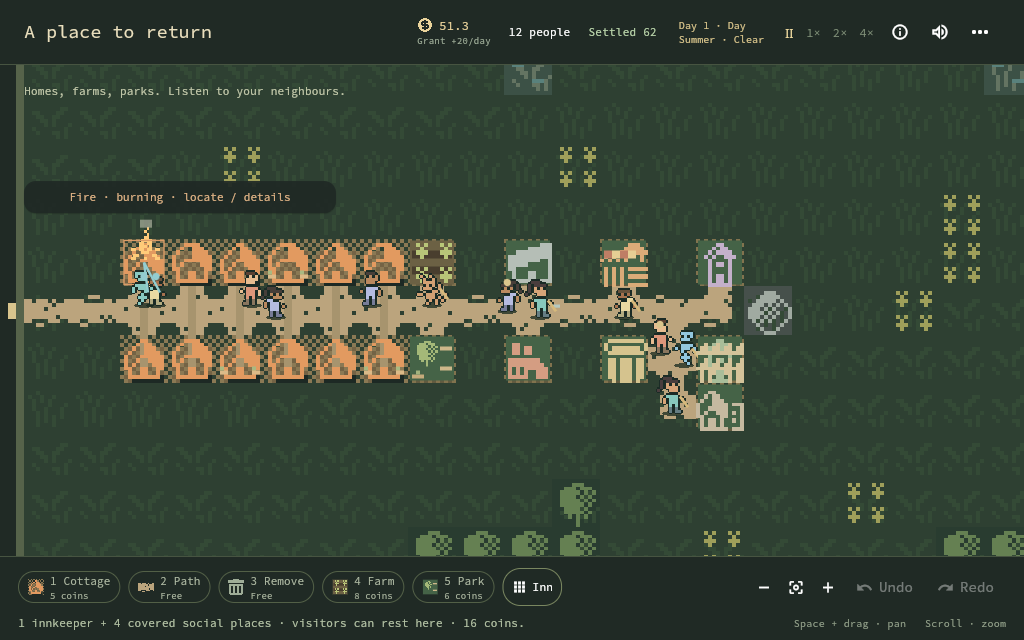 A place to return
51.3
Grant +20/day
12 people
Settled 62
Day 1 · Day
Summer · Clear
1× 2× 4×
Homes, farms, parks. Listen to your neighbours.
Fire · burning · locate / details
1 Cottage
5 coins
2 Path
Free
3 Remove
Free
4 Farm
8 coins
5 Park
6 coins
Inn
Undo
Redo
1 innkeeper + 4 covered social places · visitors can rest here · 16 coins.
Space + drag · pan
Scroll · zoom